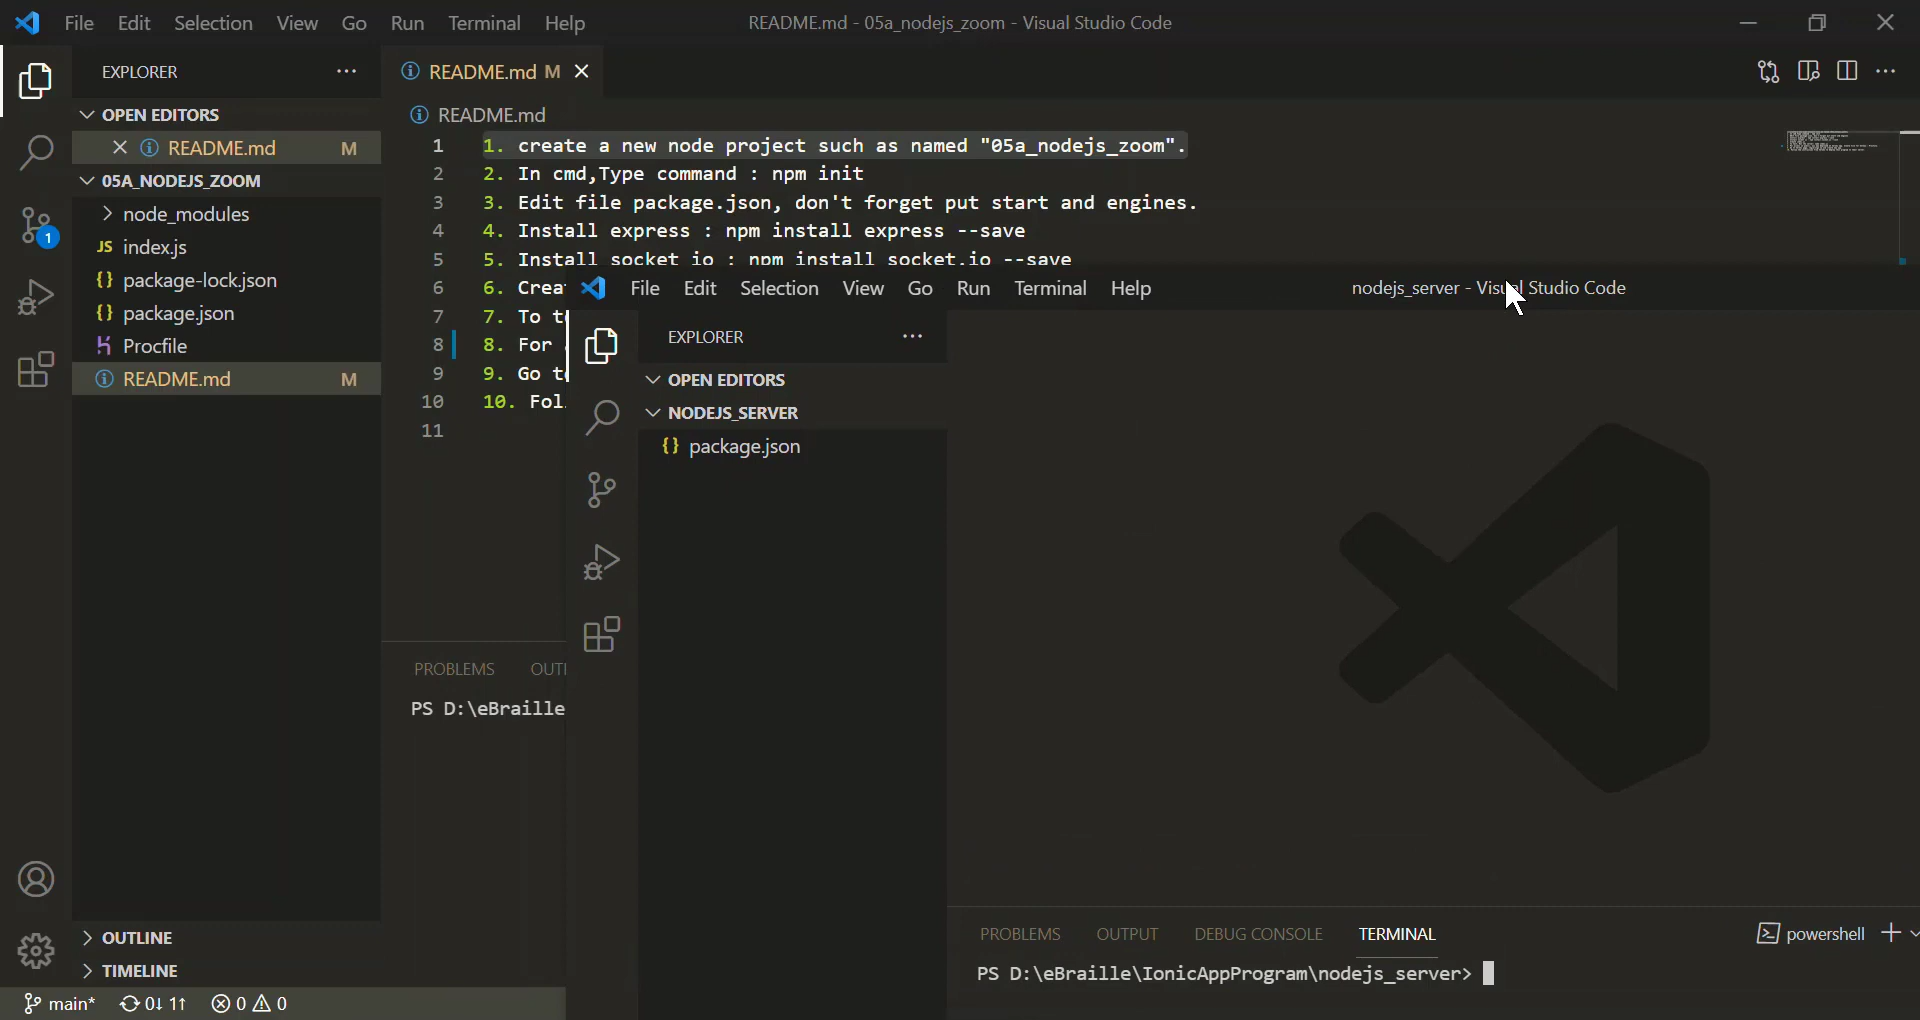 File Edit Selection View Go Run Terminal Help
README.md - 05a_nodejs_zoom - Visual Studio Code
EXPLORER
README.md M
OPEN EDITORS
README.md
README.md M
1 1. create a new node project such as named "05a_nodejs_zoom".
05A_NODEJS_ZOOM
2 2. In cmd,Type command : npm init
node_modules
3 3. Edit file package.json, don't forget put start and engines.
JS index.js
4 4. Install express : npm install express --save
{} package-lock.json
5 5. Install socket io : npm install socket.io --save
{} package.json
6 6. Crea
Procfile
7 7. To t
README.md M
8 8. For
9 9. Go t
10 10. Fol
11
1
PROBLEMS OUT
PS D:\eBraille
OUTLINE
TIMELINE
main* 0↓ 1↑ 0 0
File Edit Selection View Go Run Terminal Help
nodejs_server - Visual Studio Code
EXPLORER
OPEN EDITORS
NODEJS_SERVER
{} package.json
PROBLEMS OUTPUT DEBUG CONSOLE TERMINAL
powershell
PS D:\eBraille\IonicAppProgram\nodejs_server>